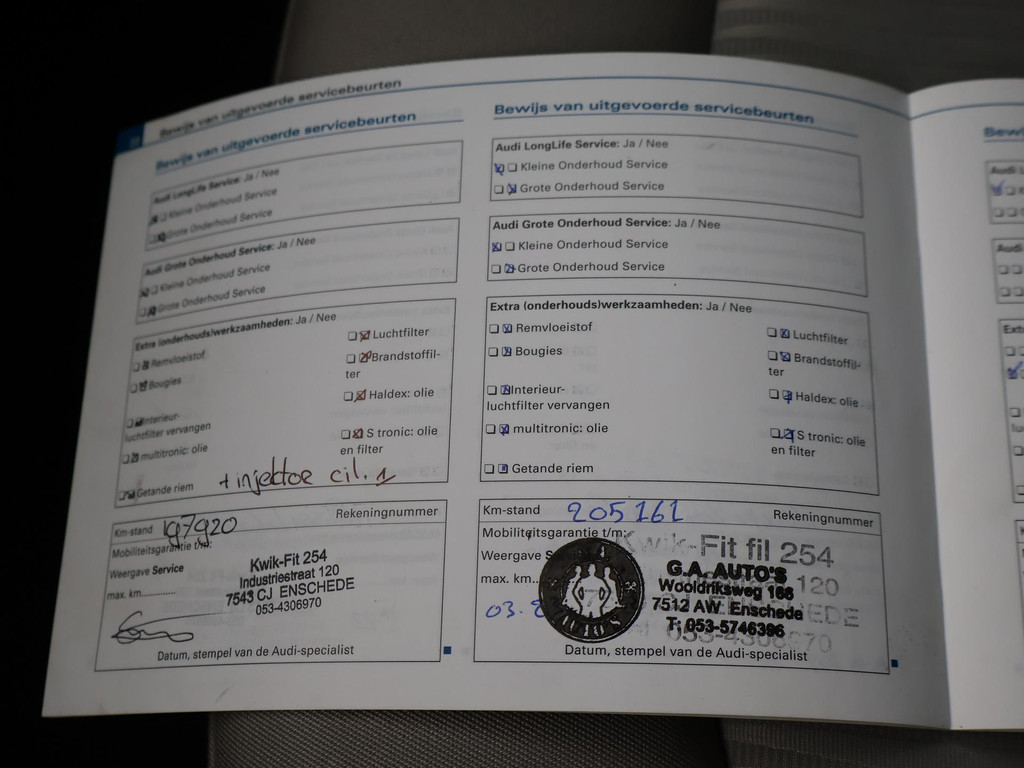 Bewijs van uitgevoerde servicebeurten
Bewijs van uitgevoerde servicebeurten
Audi LongLife Service: Ja / Nee
Kleine Onderhoud Service
Grote Onderhoud Service
Audi Grote Onderhoud Service: Ja / Nee
Kleine Onderhoud Service
Grote Onderhoud Service
Extra (onderhouds)werkzaamheden: Ja / Nee
Remvloeistof
Bougies
Interieur-
luchtfilter vervangen
multitronic: olie
Getande riem
Luchtfilter
Brandstoffil-
ter
Haldex: olie
S tronic: olie
en filter
+ injektor cil. 1
Km-stand 197920 Rekeningnummer
Mobiliteitsgarantie t/m:
Weergave Service
max. km............
Kwik-Fit 254
Industriestraat 120
7543 CJ ENSCHEDE
053-4306970
Datum, stempel van de Audi-specialist
Bewijs van uitgevoerde servicebeurten
Audi LongLife Service: Ja / Nee
Kleine Onderhoud Service
Grote Onderhoud Service
Audi Grote Onderhoud Service: Ja / Nee
Kleine Onderhoud Service
Grote Onderhoud Service
Extra (onderhouds)werkzaamheden: Ja / Nee
Remvloeistof
Bougies
Interieur-
luchtfilter vervangen
multitronic: olie
Getande riem
Luchtfilter
Brandstoffil-
ter
Haldex: olie
S tronic: olie
en filter
Km-stand 205161 Rekeningnummer
Mobiliteitsgarantie t/m:
Weergave
max. km..
Kwik-Fit fil 254
120
G.A. AUTO'S
Wooldriksweg 166
7512 AW Enschede
T: 053-5746396
Datum, stempel van de Audi-specialist